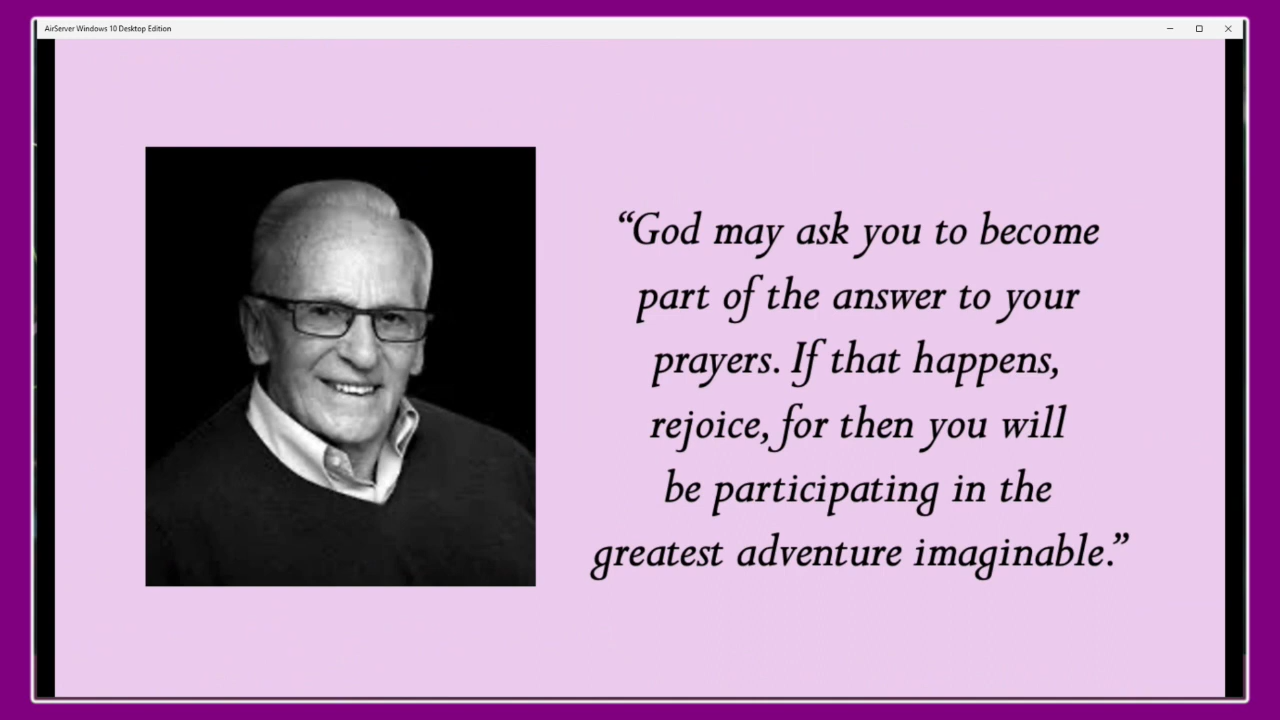 AirServer Windows 10 Desktop Edition
“God may ask you to become
part of the answer to your
prayers. If that happens,
rejoice, for then you will
be participating in the
greatest adventure imaginable.”